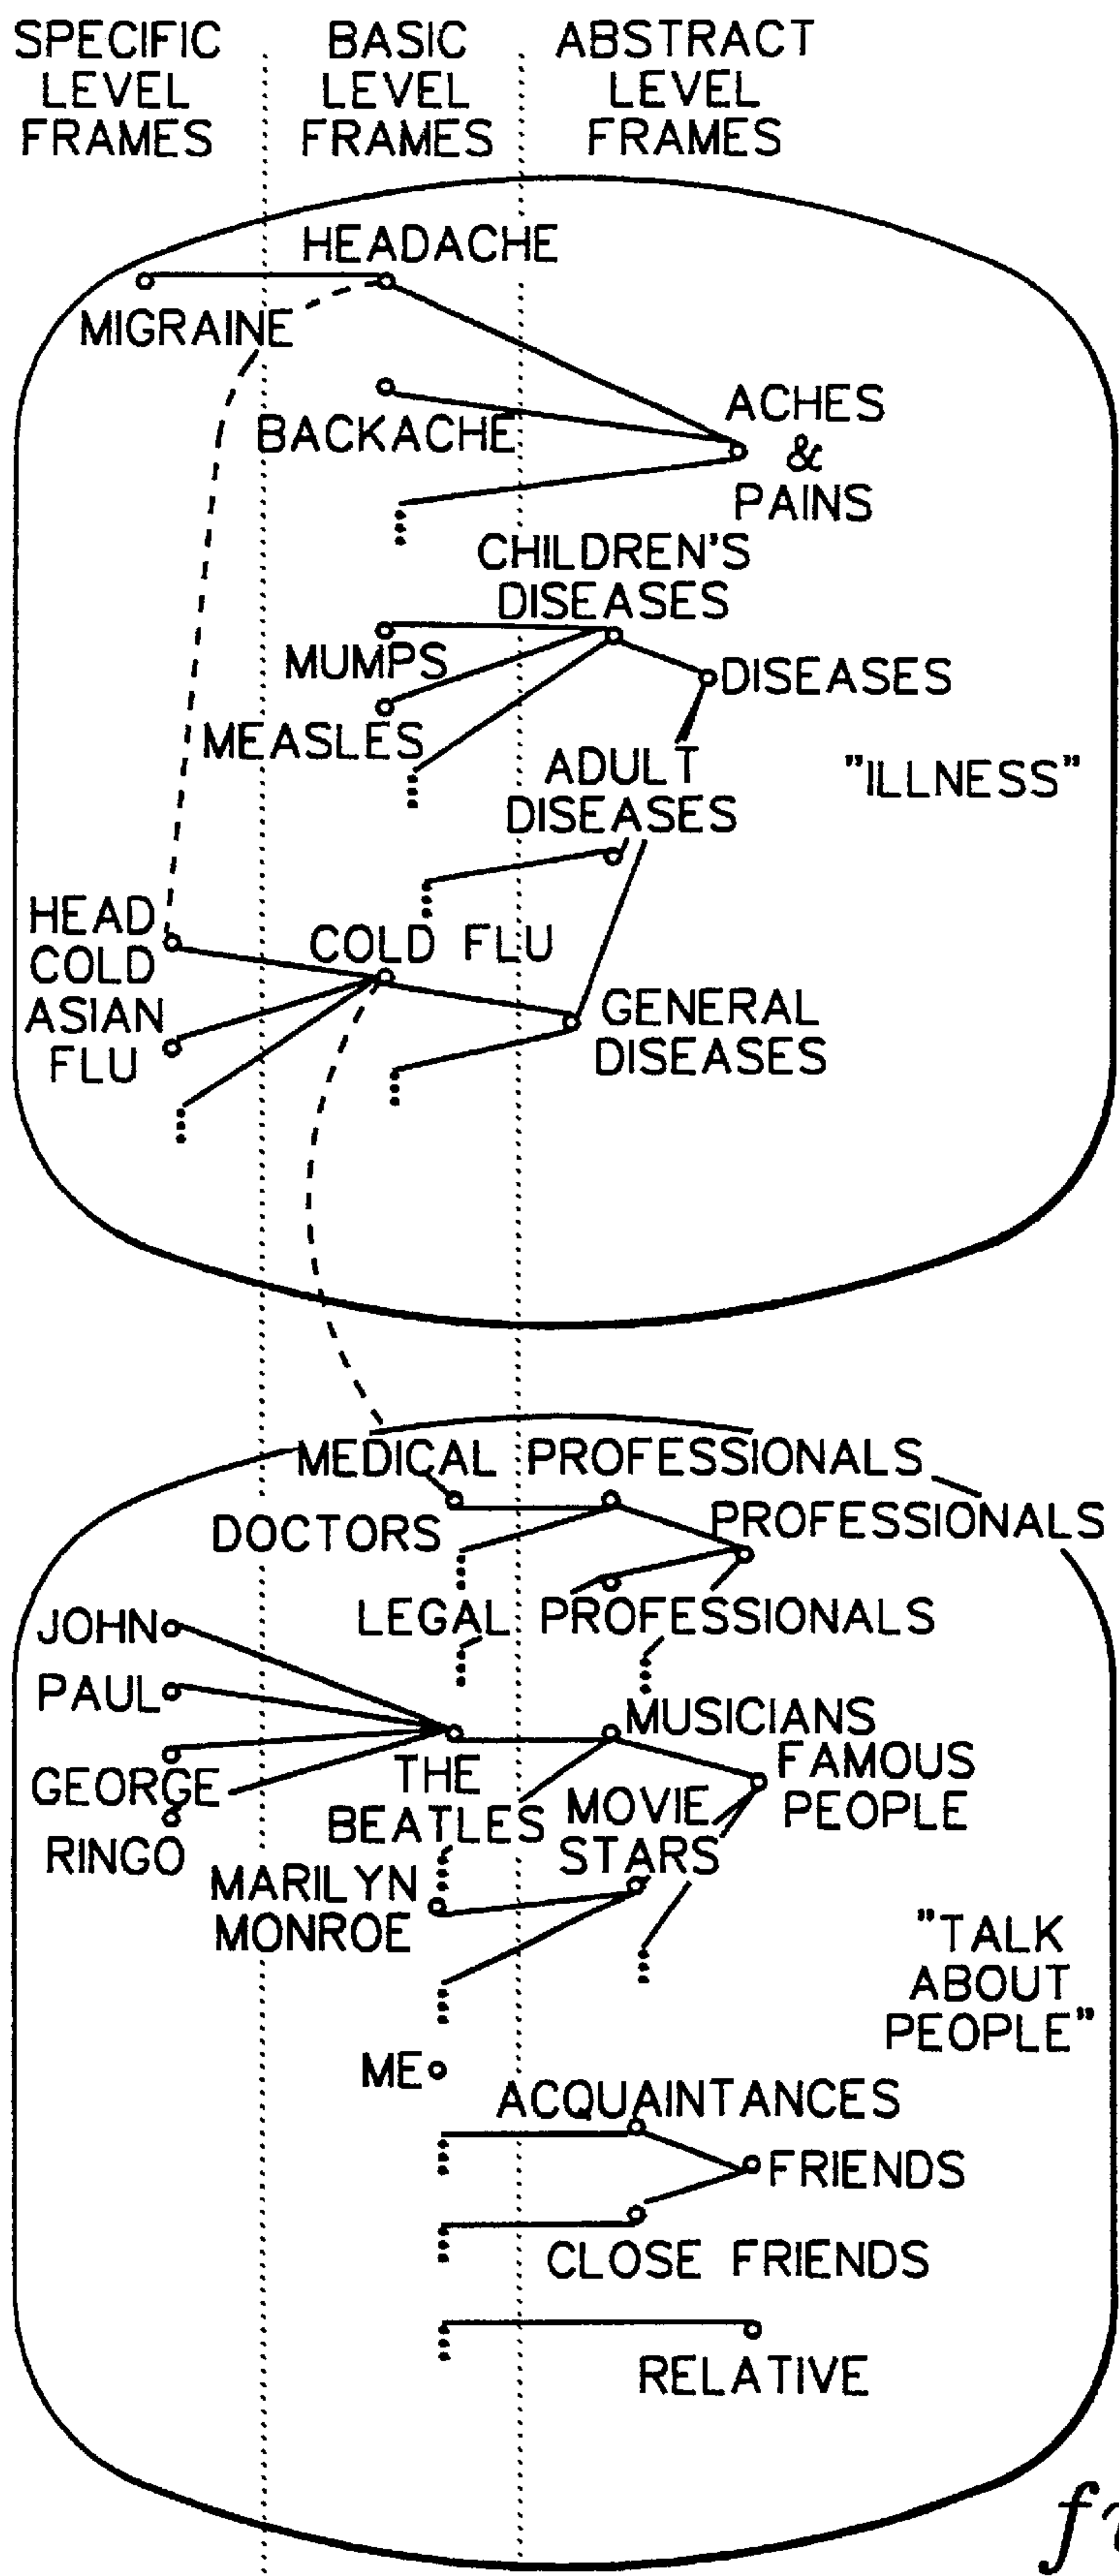 SPECIFIC
LEVEL
FRAMES
BASIC
LEVEL
FRAMES
ABSTRACT
LEVEL
FRAMES
HEADACHE
MIGRAINE
BACKACHE
ACHES
&
PAINS
CHILDREN'S
DISEASES
MUMPS
DISEASES
MEASLES
ADULT
DISEASES
"ILLNESS"
HEAD
COLD
COLD FLU
ASIAN
FLU
GENERAL
DISEASES
MEDICAL PROFESSIONALS
DOCTORS
PROFESSIONALS
LEGAL PROFESSIONALS
JOHN
PAUL
GEORGE
RINGO
MUSICIANS
THE
BEATLES
FAMOUS
PEOPLE
MOVIE
STARS
MARILYN
MONROE
"TALK
ABOUT
PEOPLE"
ME
ACQUAINTANCES
FRIENDS
CLOSE FRIENDS
RELATIVE